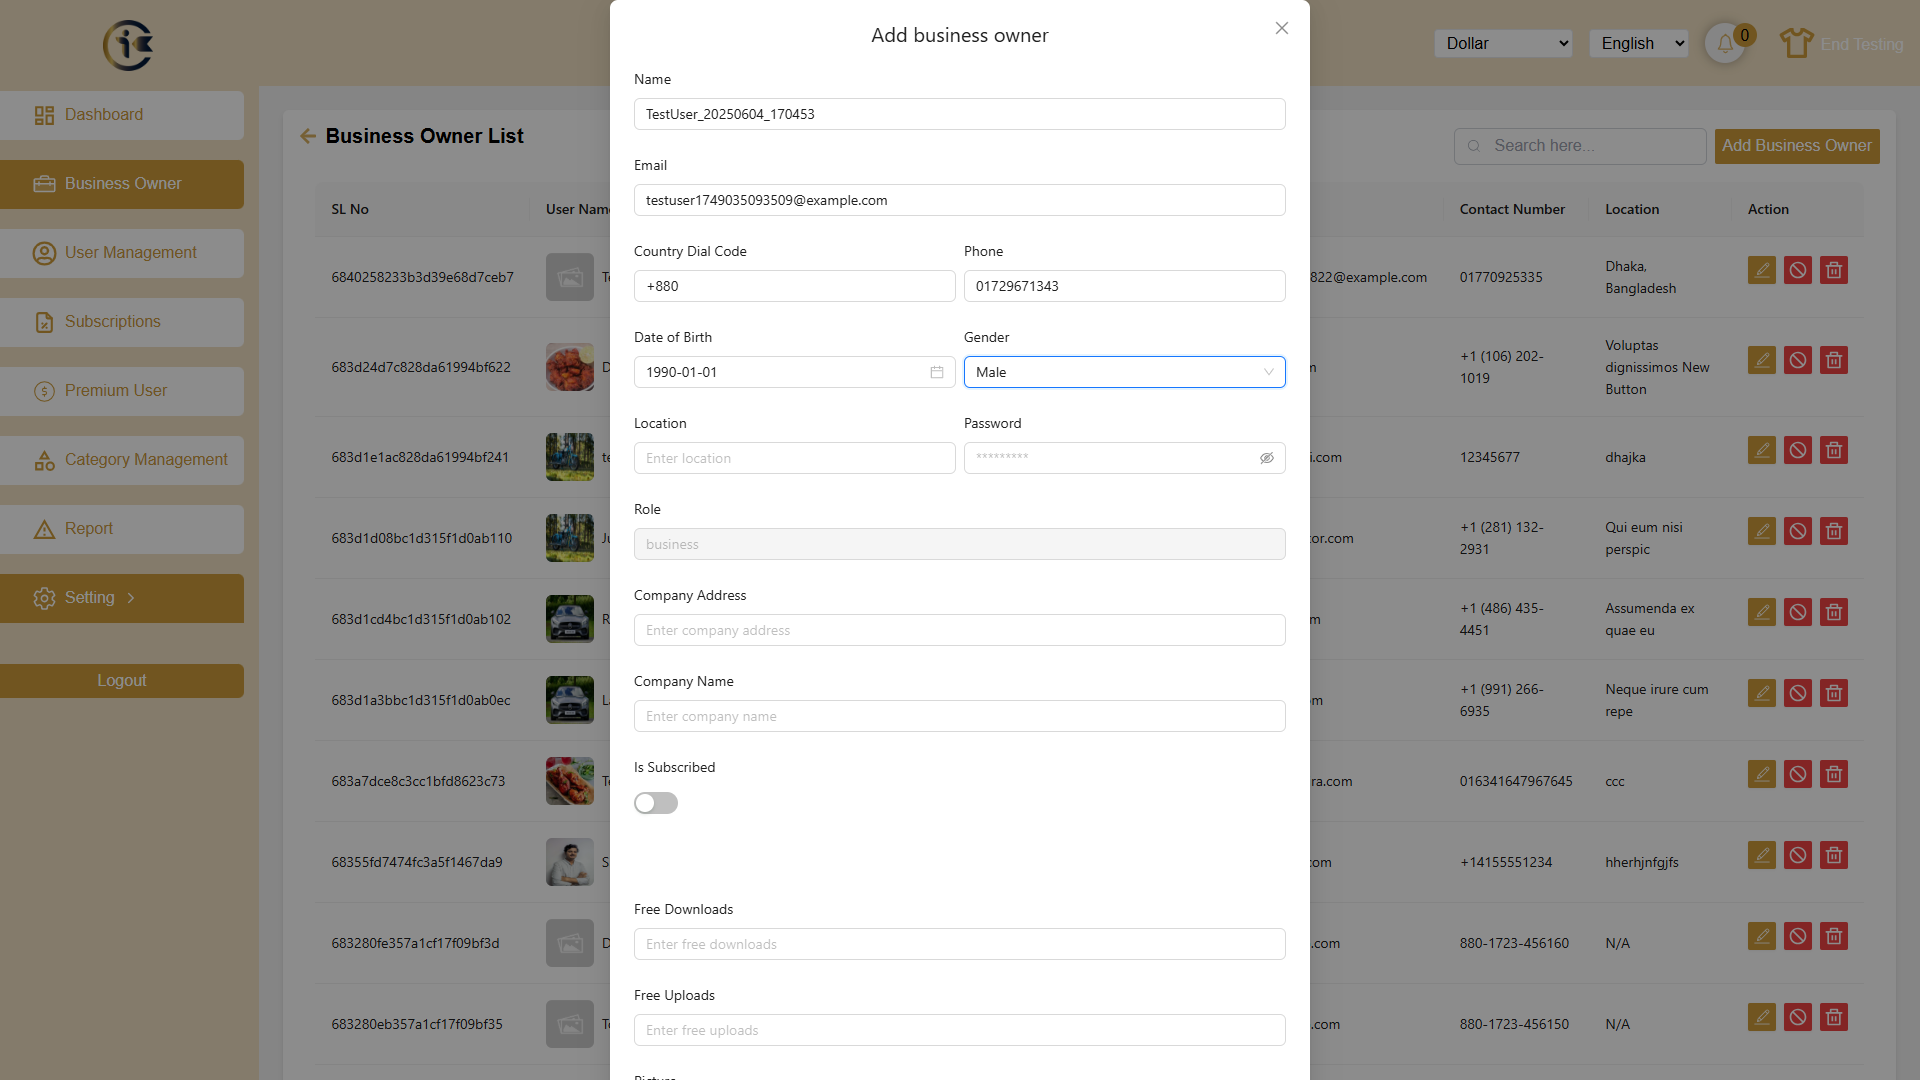 Add business owner
Dollar
English
0
End Testing
Dashboard
Business Owner
User Management
Subscriptions
Premium User
Category Management
Report
Setting
Logout
Business Owner List
Search here...
Add Business Owner
SL No
User Name
Contact Number
Location
Action
6840258233b3d39e68d7ceb7
822@example.com
01770925335
Dhaka,
Bangladesh
683d24d7c828da61994bf622
+1 (106) 202-
1019
Voluptas
dignissimos New
Button
683d1e1ac828da61994bf241
i.com
12345677
dhajka
683d1d08bc1d315f1d0ab110
tor.com
+1 (281) 132-
2931
Qui eum nisi
perspic
683d1cd4bc1d315f1d0ab102
+1 (486) 435-
4451
Assumenda ex
quae eu
683d1a3bbc1d315f1d0ab0ec
+1 (991) 266-
6935
Neque irure cum
repe
683a7dce8c3cc1bfd8623c73
ra.com
016341647967645
ccc
68355fd7474fc3a5f1467da9
.com
+14155551234
hherhjnfgjfs
683280fe357a1cf17f09bf3d
.com
880-1723-456160
N/A
683280eb357a1cf17f09bf35
.com
880-1723-456150
N/A
Name
TestUser_20250604_170453
Email
testuser1749035093509@example.com
Country Dial Code
Phone
+880
01729671343
Date of Birth
Gender
1990-01-01
Male
Location
Password
Enter location
*********
Role
business
Company Address
Enter company address
Company Name
Enter company name
Is Subscribed
Free Downloads
Enter free downloads
Free Uploads
Enter free uploads
Picture